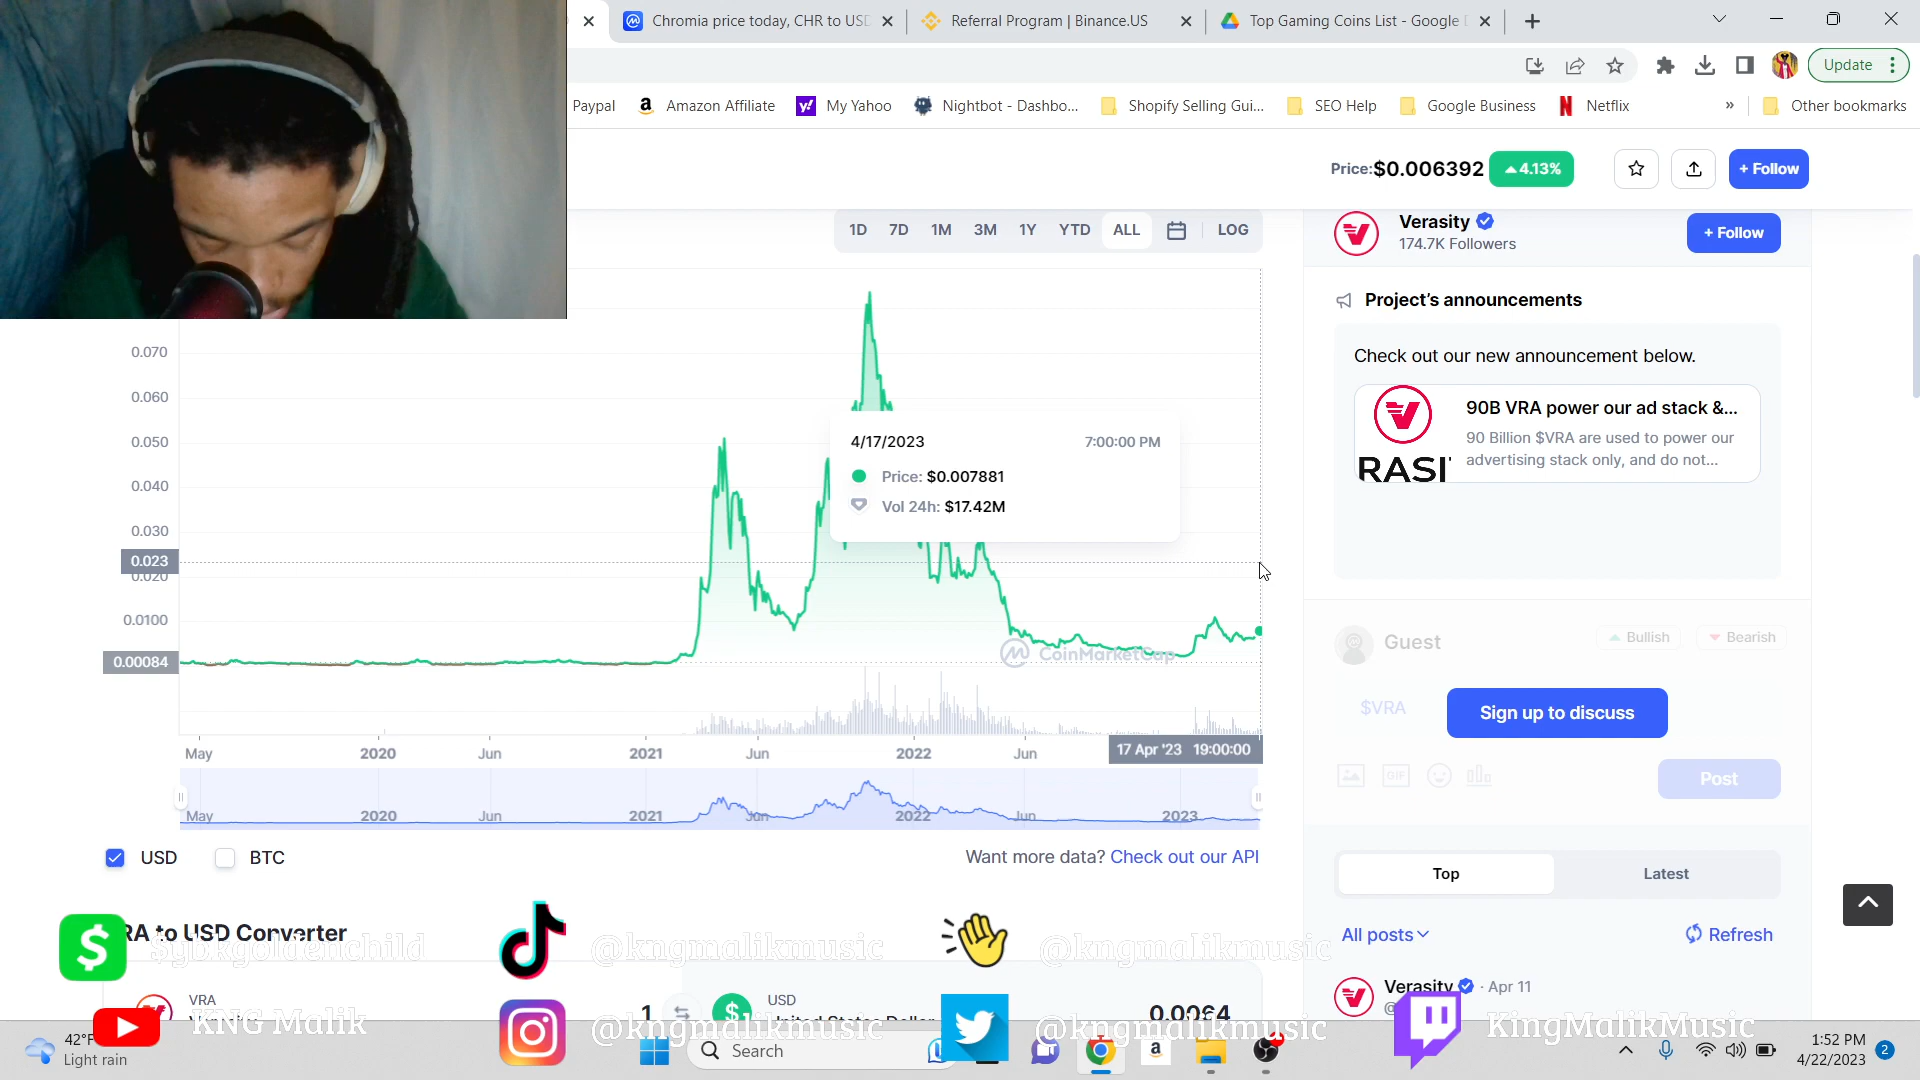 Chromia price today, CHR to USD
Referral Program | Binance.US
Top Gaming Coins List - Google
Update
Paypal
Amazon Affiliate
My Yahoo
Nightbot - Dashbo...
Shopify Selling Gui...
SEO Help
Google Business
Netflix
»
Other bookmarks
Price:$0.006392
4.13%
+ Follow
1D 7D 1M 3M 1Y YTD ALL LOG
Verasity
174.7K Followers
+ Follow
Project's announcements
Check out our new announcement below.
90B VRA power our ad stack &...
90 Billion $VRA are used to power our
advertising stack only, and do not...
RASI
0.070
0.060
0.050
0.040
0.030
0.023
0.020
0.0100
0.00084
4/17/2023 7:00:00 PM
Price: $0.007881
Vol 24h: $17.42M
CoinMarketCap
May 2020 Jun 2021 Jun 2022 Jun
17 Apr '23 19:00:00
May 2020 Jun 2021 Jun 2022 Jun 2023
USD BTC
Want more data? Check out our API
Guest
Bullish
Bearish
$VRA
Sign up to discuss
GIF
Post
Top
Latest
All posts
Refresh
Verasity · Apr 11
@
RA to USD Converter
$gbkgoldenchild
@kngmalikmusic
@kngmalikmusic
VRA
1
USD
0.0064
KNG Malik
@kngmalikmusic
@kngmalikmusic
KingMalikMusic
42°F
Light rain
Search
1:52 PM
4/22/2023
2